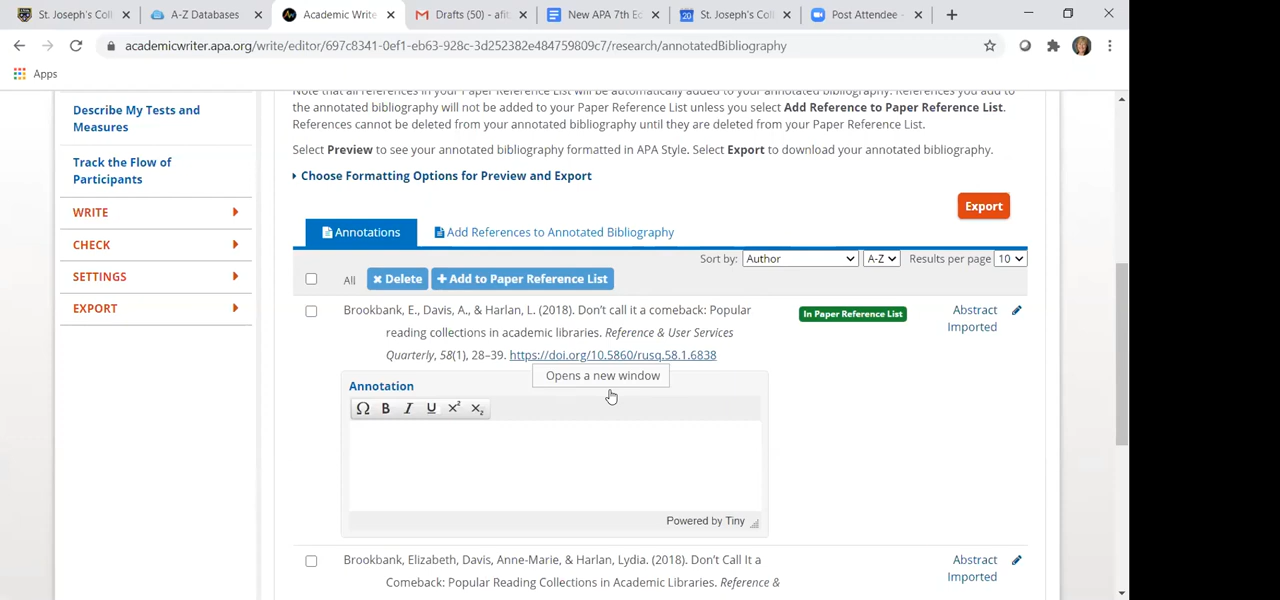 St. Joseph's Coll
A-Z Databases
Academic Write
Drafts (50) - afit
New APA 7th Ed
20
St. Joseph's Coll
Post Attendee -
academicwriter.apa.org/write/editor/697c8341-0ef1-eb63-928c-3d252382e484759809c7/research/annotatedBibliography
Apps
Describe My Tests and
Measures
Track the Flow of
Participants
WRITE
CHECK
SETTINGS
EXPORT
Note that all references in your Paper Reference List will be automatically added to your annotated bibliography. References you add to
the annotated bibliography will not be added to your Paper Reference List unless you select Add Reference to Paper Reference List.
References cannot be deleted from your annotated bibliography until they are deleted from your Paper Reference List.
Select Preview to see your annotated bibliography formatted in APA Style. Select Export to download your annotated bibliography.
Choose Formatting Options for Preview and Export
Export
Annotations
Add References to Annotated Bibliography
Sort by: Author A-Z Results per page 10
All Delete + Add to Paper Reference List
Brookbank, E., Davis, A., & Harlan, L. (2018). Don't call it a comeback: Popular
reading collections in academic libraries. Reference & User Services
Quarterly, 58(1), 28–39. https://doi.org/10.5860/rusq.58.1.6838
In Paper Reference List
Abstract
Imported
Opens a new window
Annotation
Ω B I U X² X₂
Powered by Tiny
Brookbank, Elizabeth, Davis, Anne-Marie, & Harlan, Lydia. (2018). Don't Call It a
Comeback: Popular Reading Collections in Academic Libraries. Reference &
Abstract
Imported